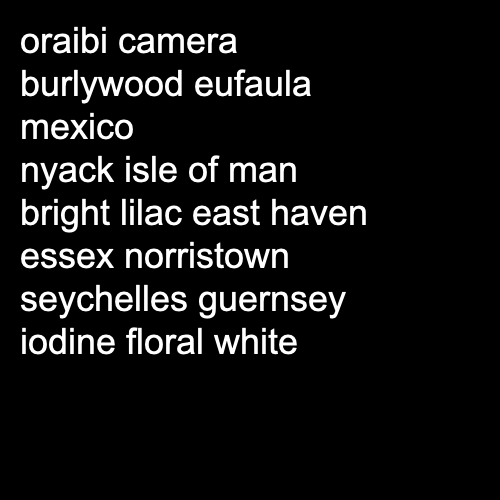 oraibi camera
burlywood eufaula
mexico
nyack isle of man
bright lilac east haven
essex norristown
seychelles guernsey
iodine floral white